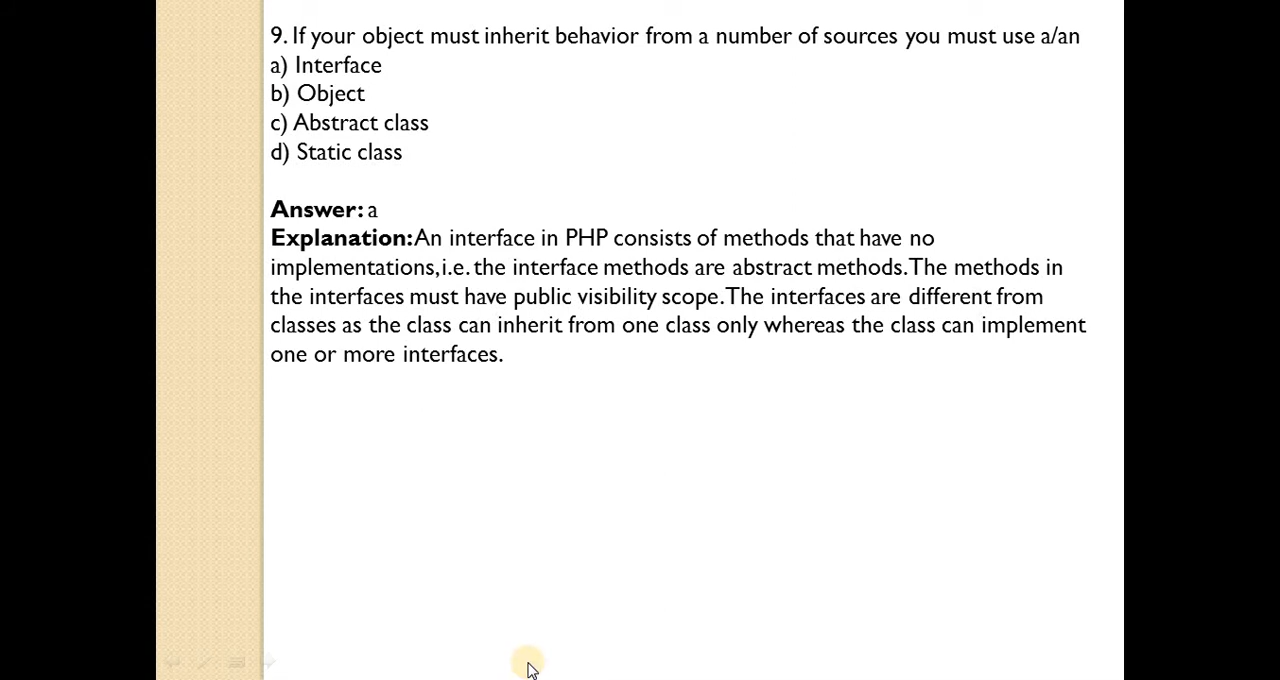 9. If your object must inherit behavior from a number of sources you must use a/an
a) Interface
b) Object
c) Abstract class
d) Static class
Answer: a
Explanation:An interface in PHP consists of methods that have no
implementations,i.e. the interface methods are abstract methods.The methods in
the interfaces must have public visibility scope.The interfaces are different from
classes as the class can inherit from one class only whereas the class can implement
one or more interfaces.